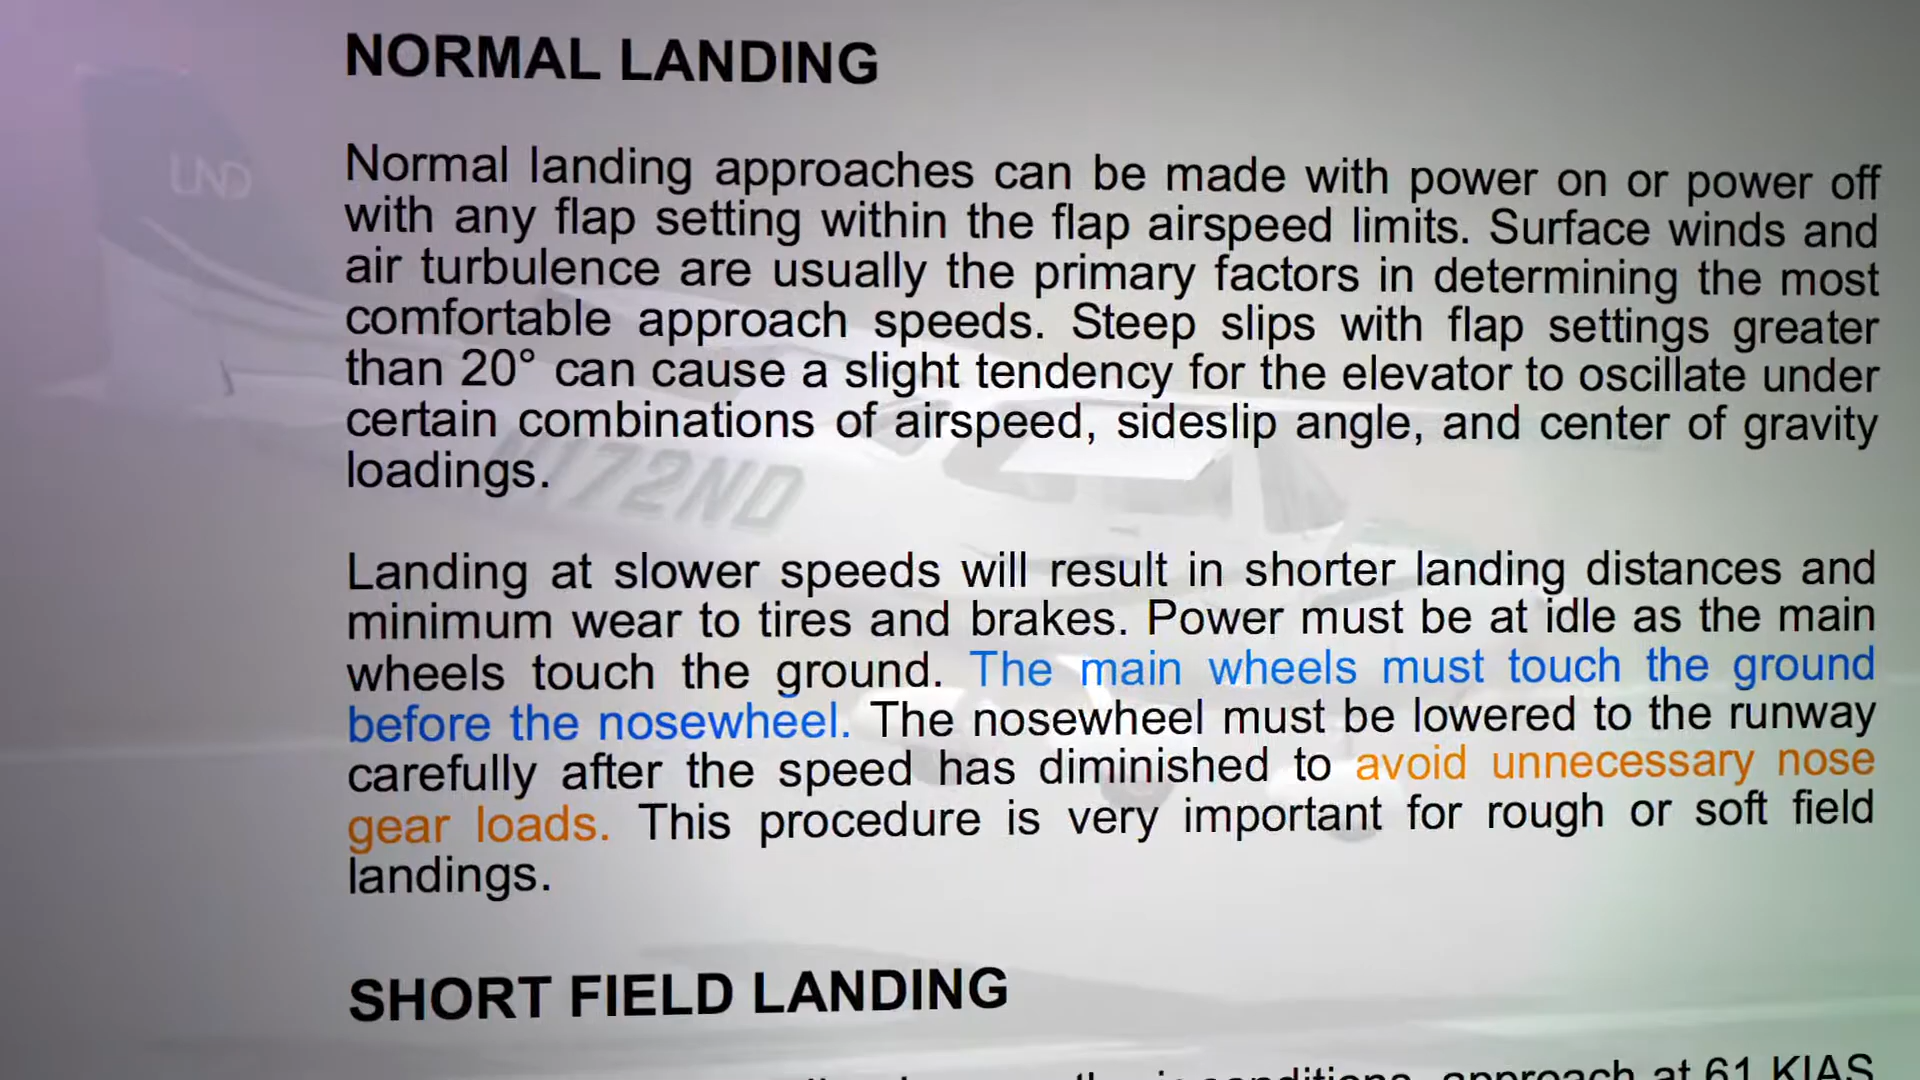 NORMAL LANDING
Normal landing approaches can be made with power on or power off
with any flap setting within the flap airspeed limits. Surface winds and
air turbulence are usually the primary factors in determining the most
comfortable approach speeds. Steep slips with flap settings greater
than 20° can cause a slight tendency for the elevator to oscillate under
certain combinations of airspeed, sideslip angle, and center of gravity
loadings.
Landing at slower speeds will result in shorter landing distances and
minimum wear to tires and brakes. Power must be at idle as the main
wheels touch the ground. The main wheels must touch the ground
before the nosewheel. The nosewheel must be lowered to the runway
carefully after the speed has diminished to avoid unnecessary nose
gear loads. This procedure is very important for rough or soft field
landings.
SHORT FIELD LANDING
conditions, approach at 61 KIAS
UND
N172ND